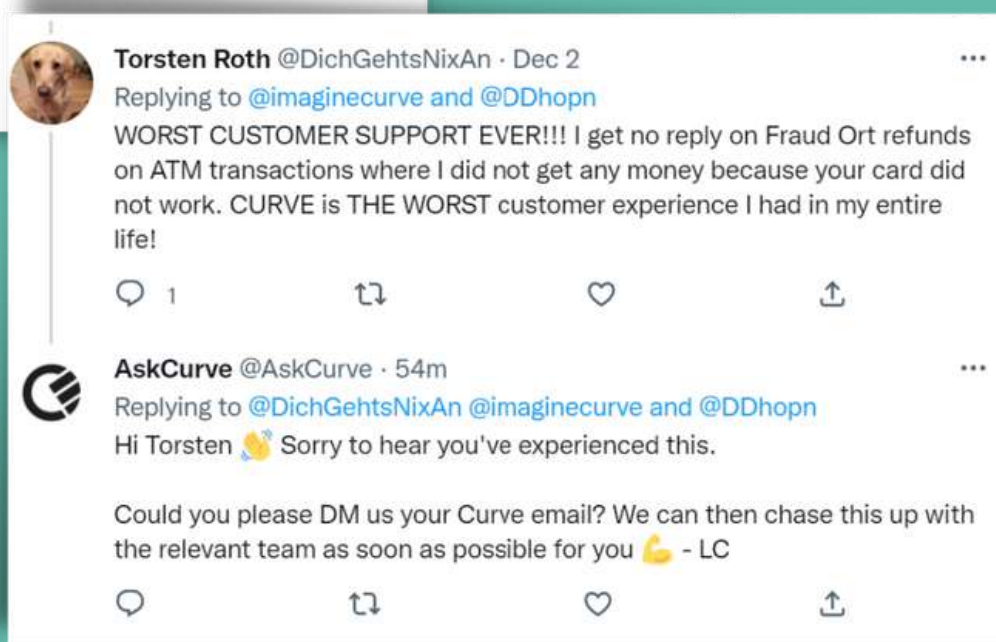 Torsten Roth @DichGehtsNixAn · Dec 2
Replying to @imaginecurve and @DDhopn
WORST CUSTOMER SUPPORT EVER!!! I get no reply on Fraud Ort refunds
on ATM transactions where I did not get any money because your card did
not work. CURVE is THE WORST customer experience I had in my entire
life!
1
AskCurve @AskCurve · 54m
Replying to @DichGehtsNixAn @imaginecurve and @DDhopn
Hi Torsten 👋 Sorry to hear you've experienced this.
Could you please DM us your Curve email? We can then chase this up with
the relevant team as soon as possible for you 💪 - LC